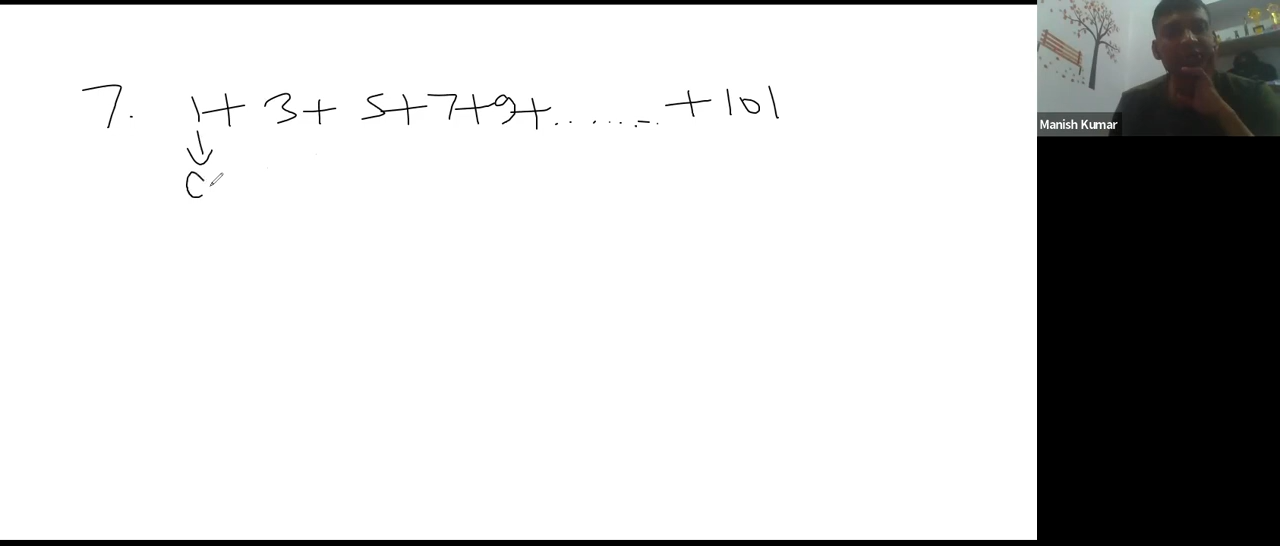 7. 1+ 3+ 5+7+9+....... +101
Manish Kumar